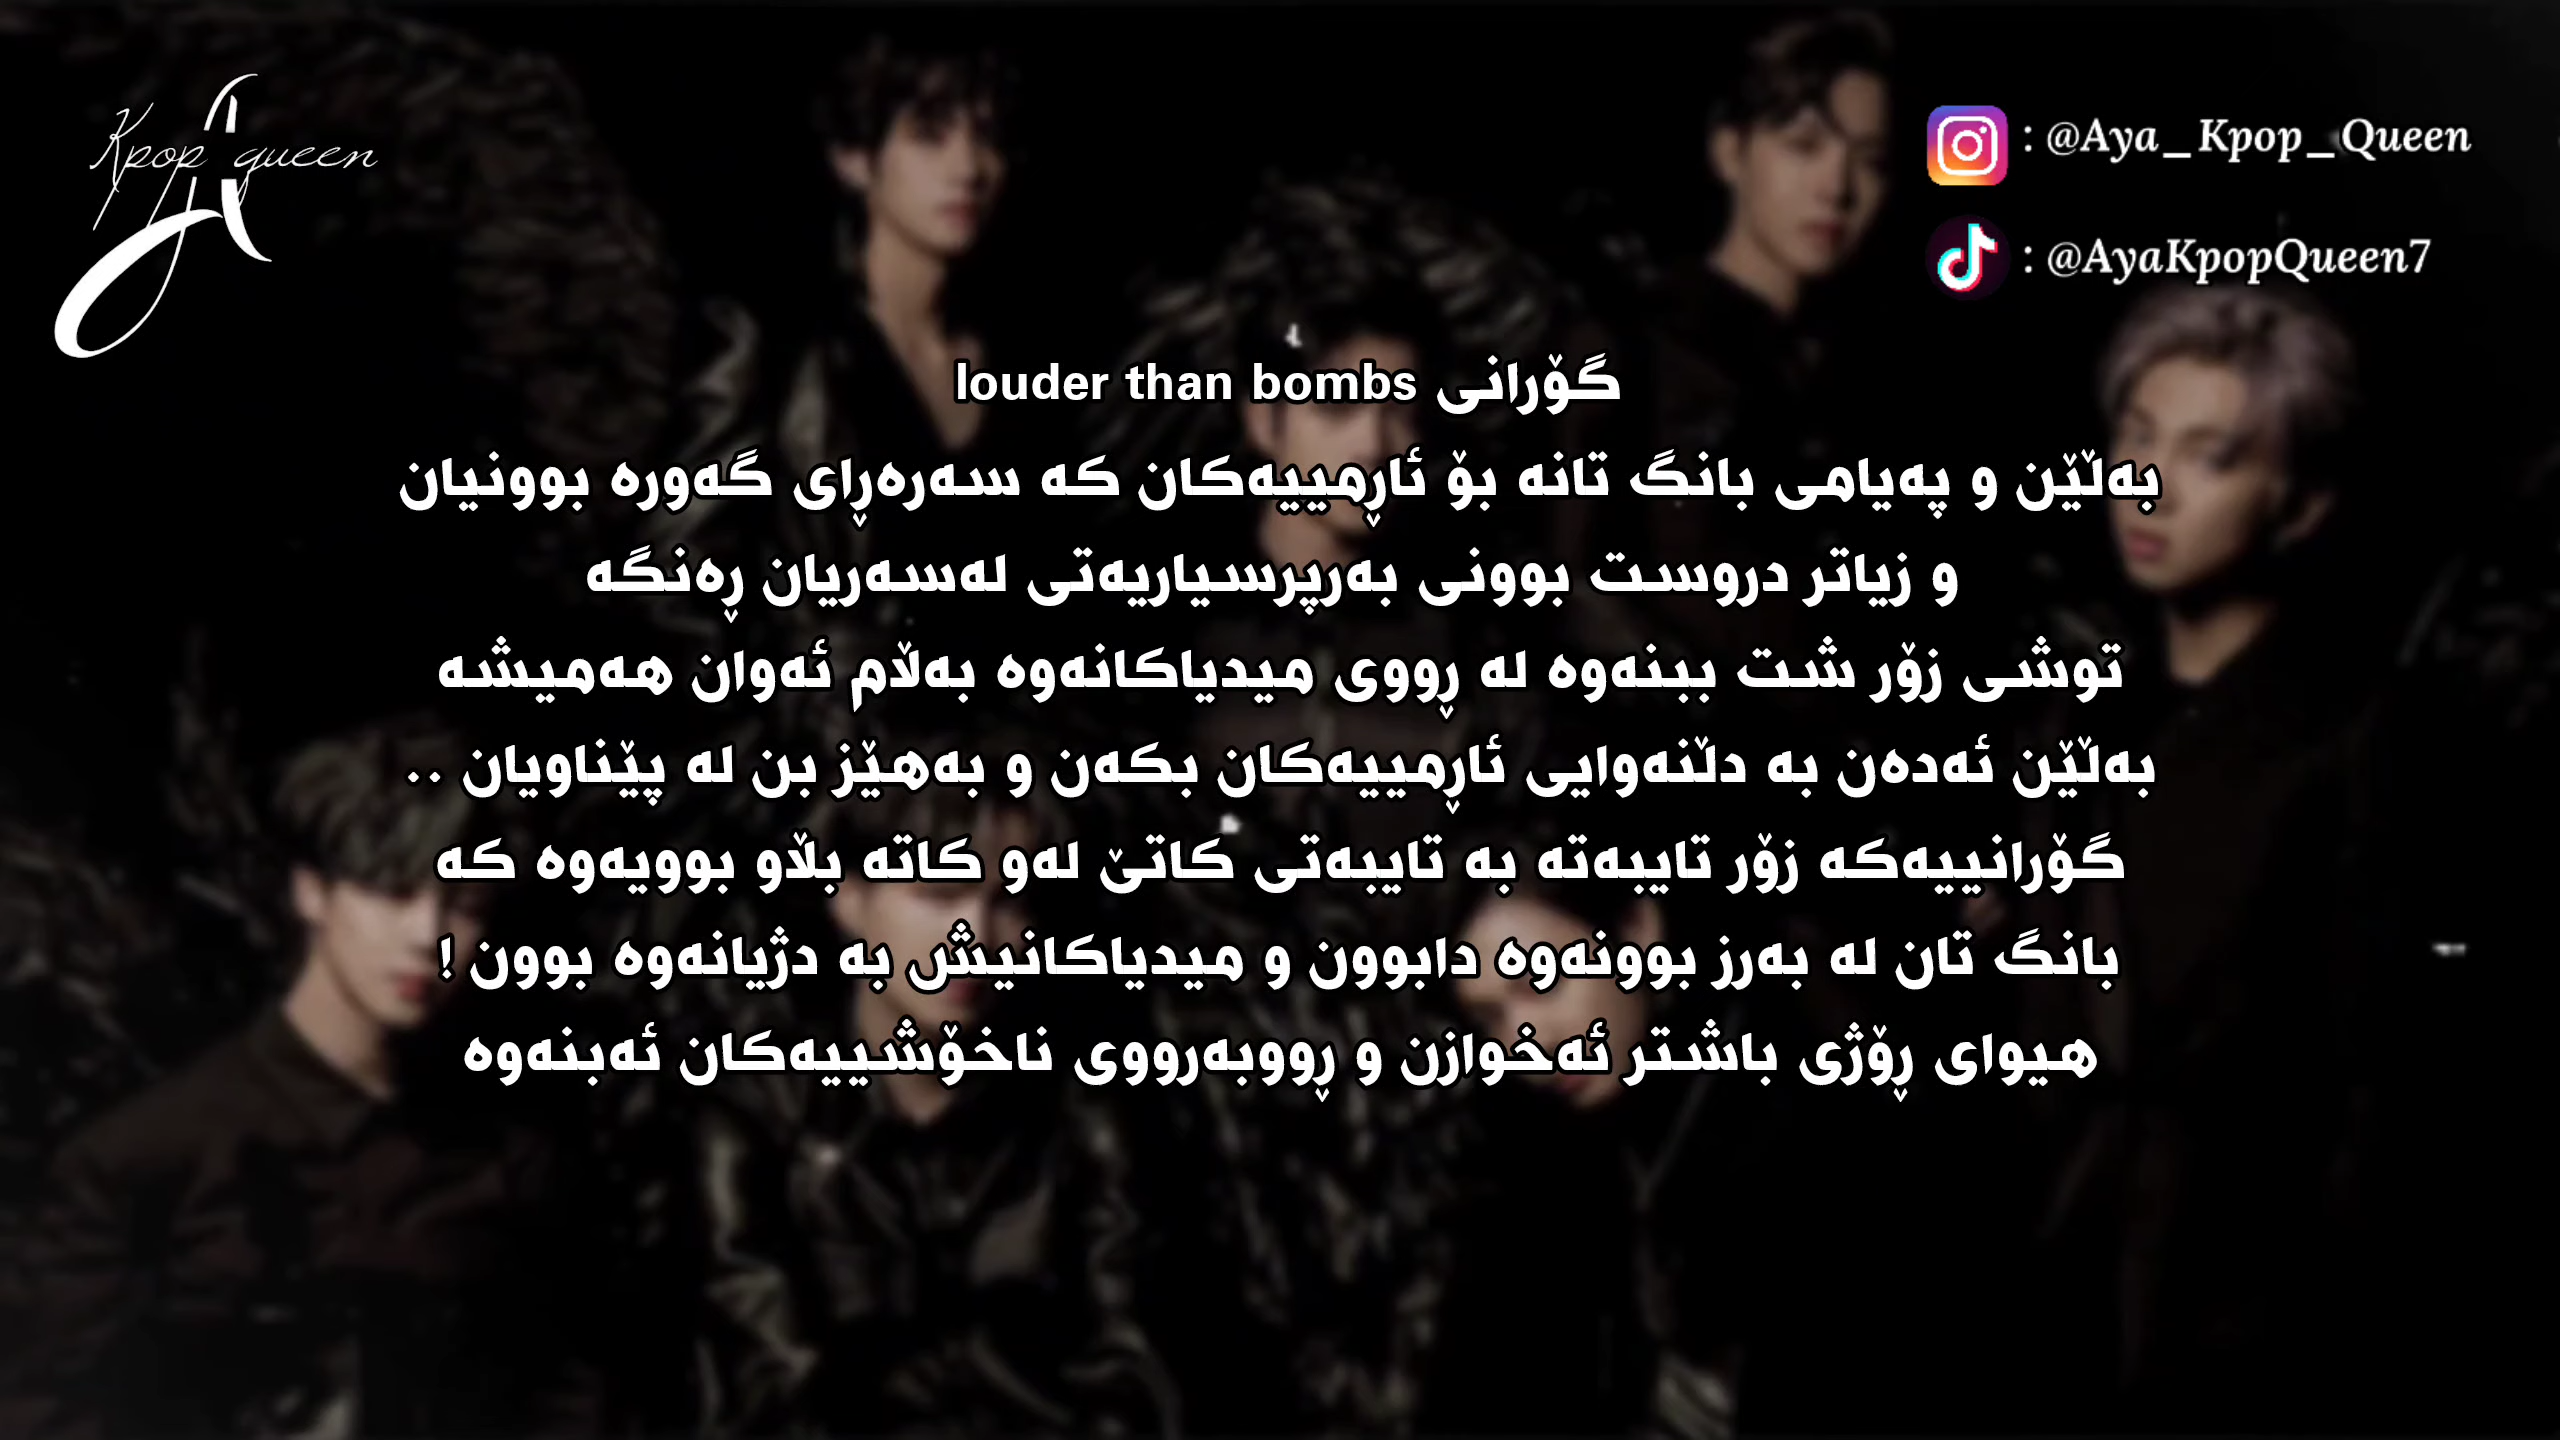 Kpop queen
A
: @Aya_Kpop_Queen
: @AyaKpopQueen7
گۆرانی louder than bombs
بەڵێن و پەیامی بانگ تانە بۆ ئاڕمییەکان کە سەرەڕای گەورە بوونیان
و زیاتر دروست بوونی بەرپرسیاریەتی لەسەریان ڕەنگە
توشی زۆر شت ببنەوە لە ڕووی میدیاکانەوە بەڵام ئەوان هەمیشە
بەڵێن ئەدەن بە دڵنەوایی ئاڕمییەکان بکەن و بەهێز بن لە پێناویان ..
گۆرانییەکە زۆر تایبەتە بە تایبەتی کاتێ لەو کاتە بڵاو بوویەوە کە
بانگ تان لە بەرز بوونەوە دابوون و میدیاکانیش بە دژیانەوە بوون !
هیوای ڕۆژی باشتر ئەخوازن و ڕووبەرووی ناخۆشییەکان ئەبنەوە